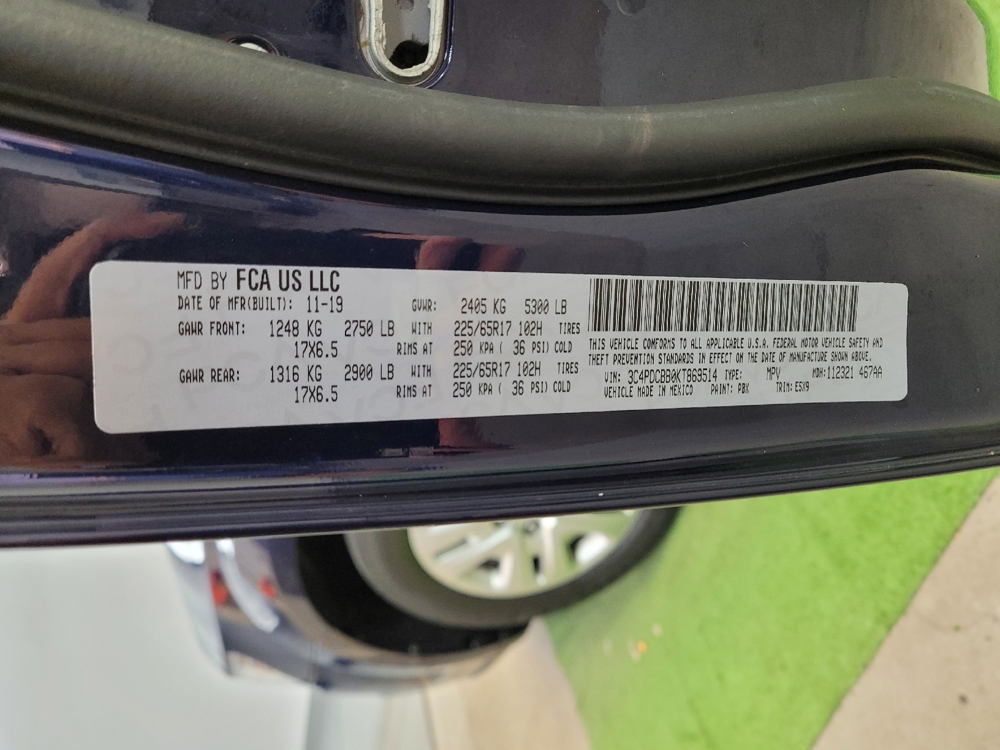 MFD BY FCA US LLC
DATE OF MFR(BUILT): 11-19 GVWR: 2405 KG 5300 LB
GAWR FRONT: 1248 KG 2750 LB WITH 225/65R17 102H TIRES
17X6.5 RIMS AT 250 KPA ( 36 PSI) COLD
GAWR REAR: 1316 KG 2900 LB WITH 225/65R17 102H TIRES
17X6.5 RIMS AT 250 KPA ( 36 PSI) COLD
THIS VEHICLE CONFORMS TO ALL APPLICABLE U.S.A. FEDERAL MOTOR VEHICLE SAFETY AND
THEFT PREVENTION STANDARDS IN EFFECT ON THE DATE OF MANUFACTURE SHOWN ABOVE.
VIN: 3C4PDCBB0KT869514 TYPE: MPV MDH:112321 467AA
VEHICLE MADE IN MEXICO PAINT: PBX TRIM: E5X9